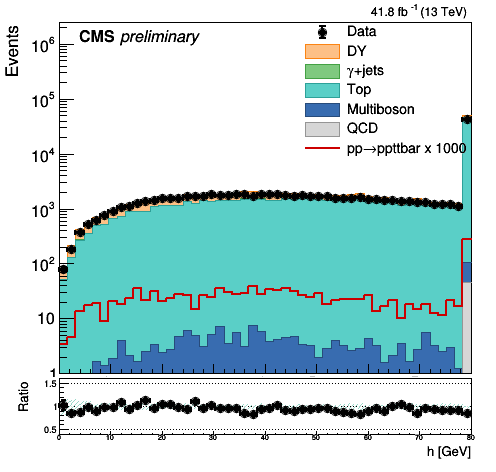 41.8 fb⁻¹ (13 TeV)
CMS preliminary
Data
DY
γ+jets
Top
Multiboson
QCD
pp→ppttbar x 1000
Events
10⁶
10⁵
10⁴
10³
10²
10
1
Ratio
1.5
1
0.5
0 10 20 30 40 50 60 70 80
h [GeV]